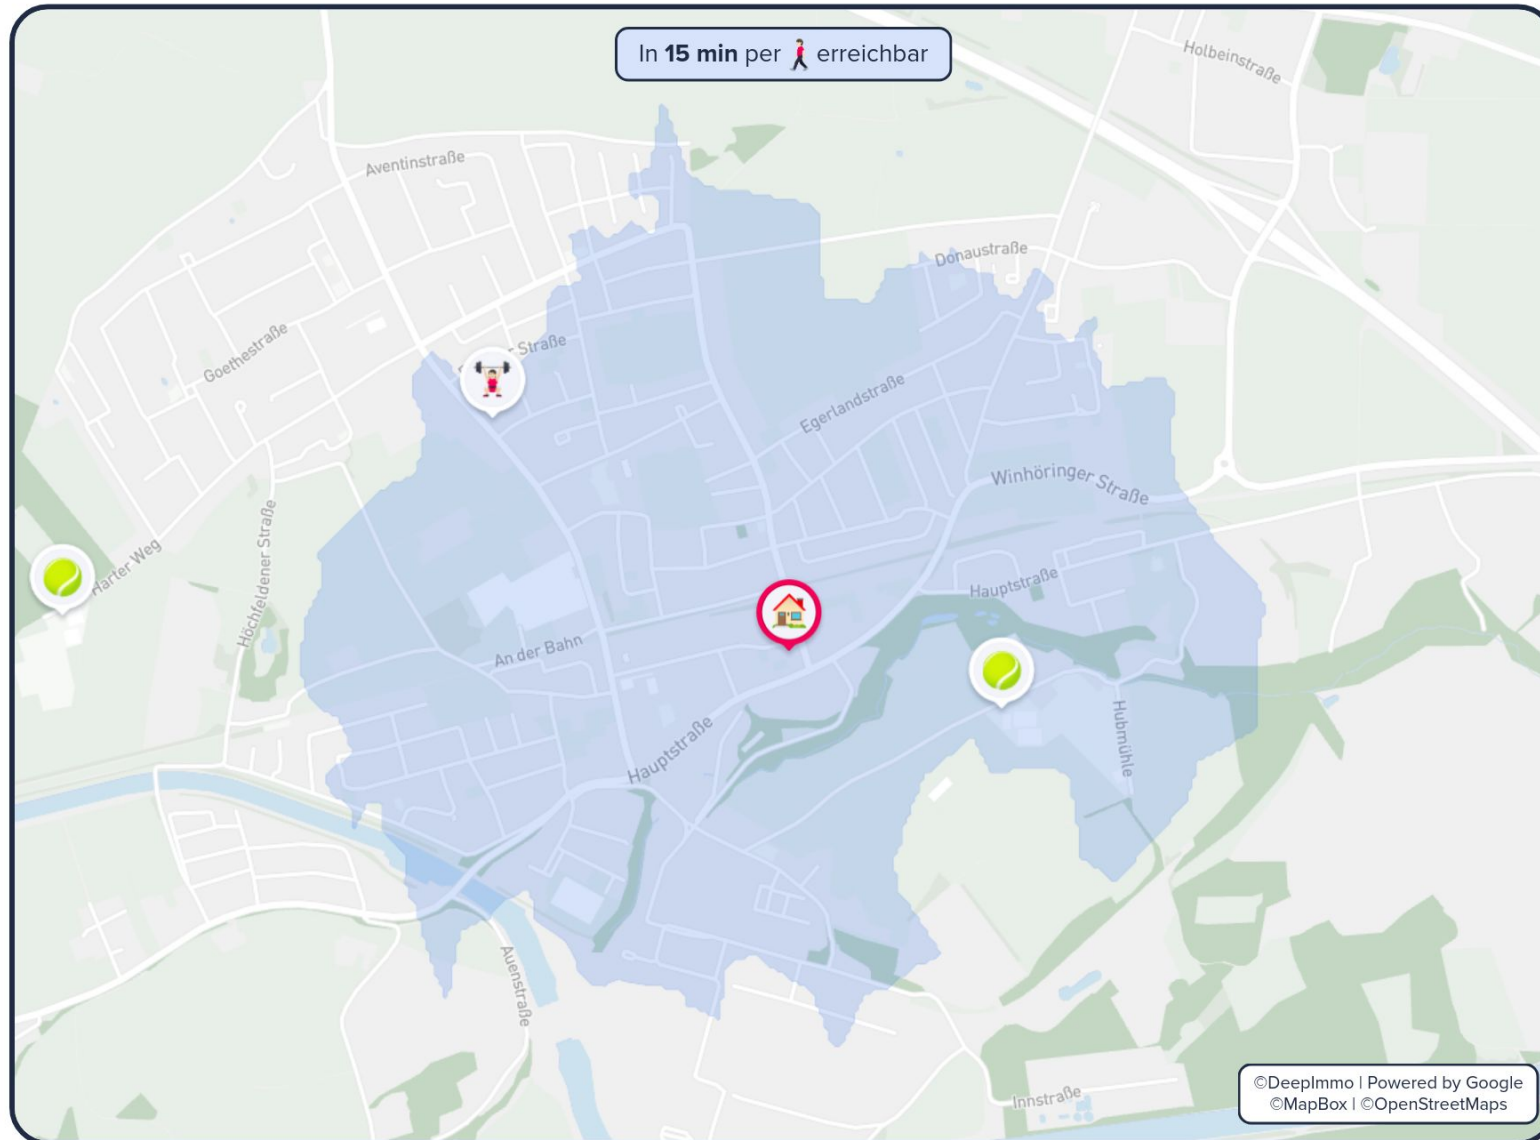 In 15 min per erreichbar
Holbeinstraße
Aventinstraße
Donaustraße
Straße
Goethestraße
Egerlandstraße
Winhöringer Straße
Harter Weg
Höchfeldener Straße
Hauptstraße
An der Bahn
Hubmühle
Hauptstraße
Auenstraße
Innstraße
©DeepImmo | Powered by Google
©MapBox | ©OpenStreetMaps